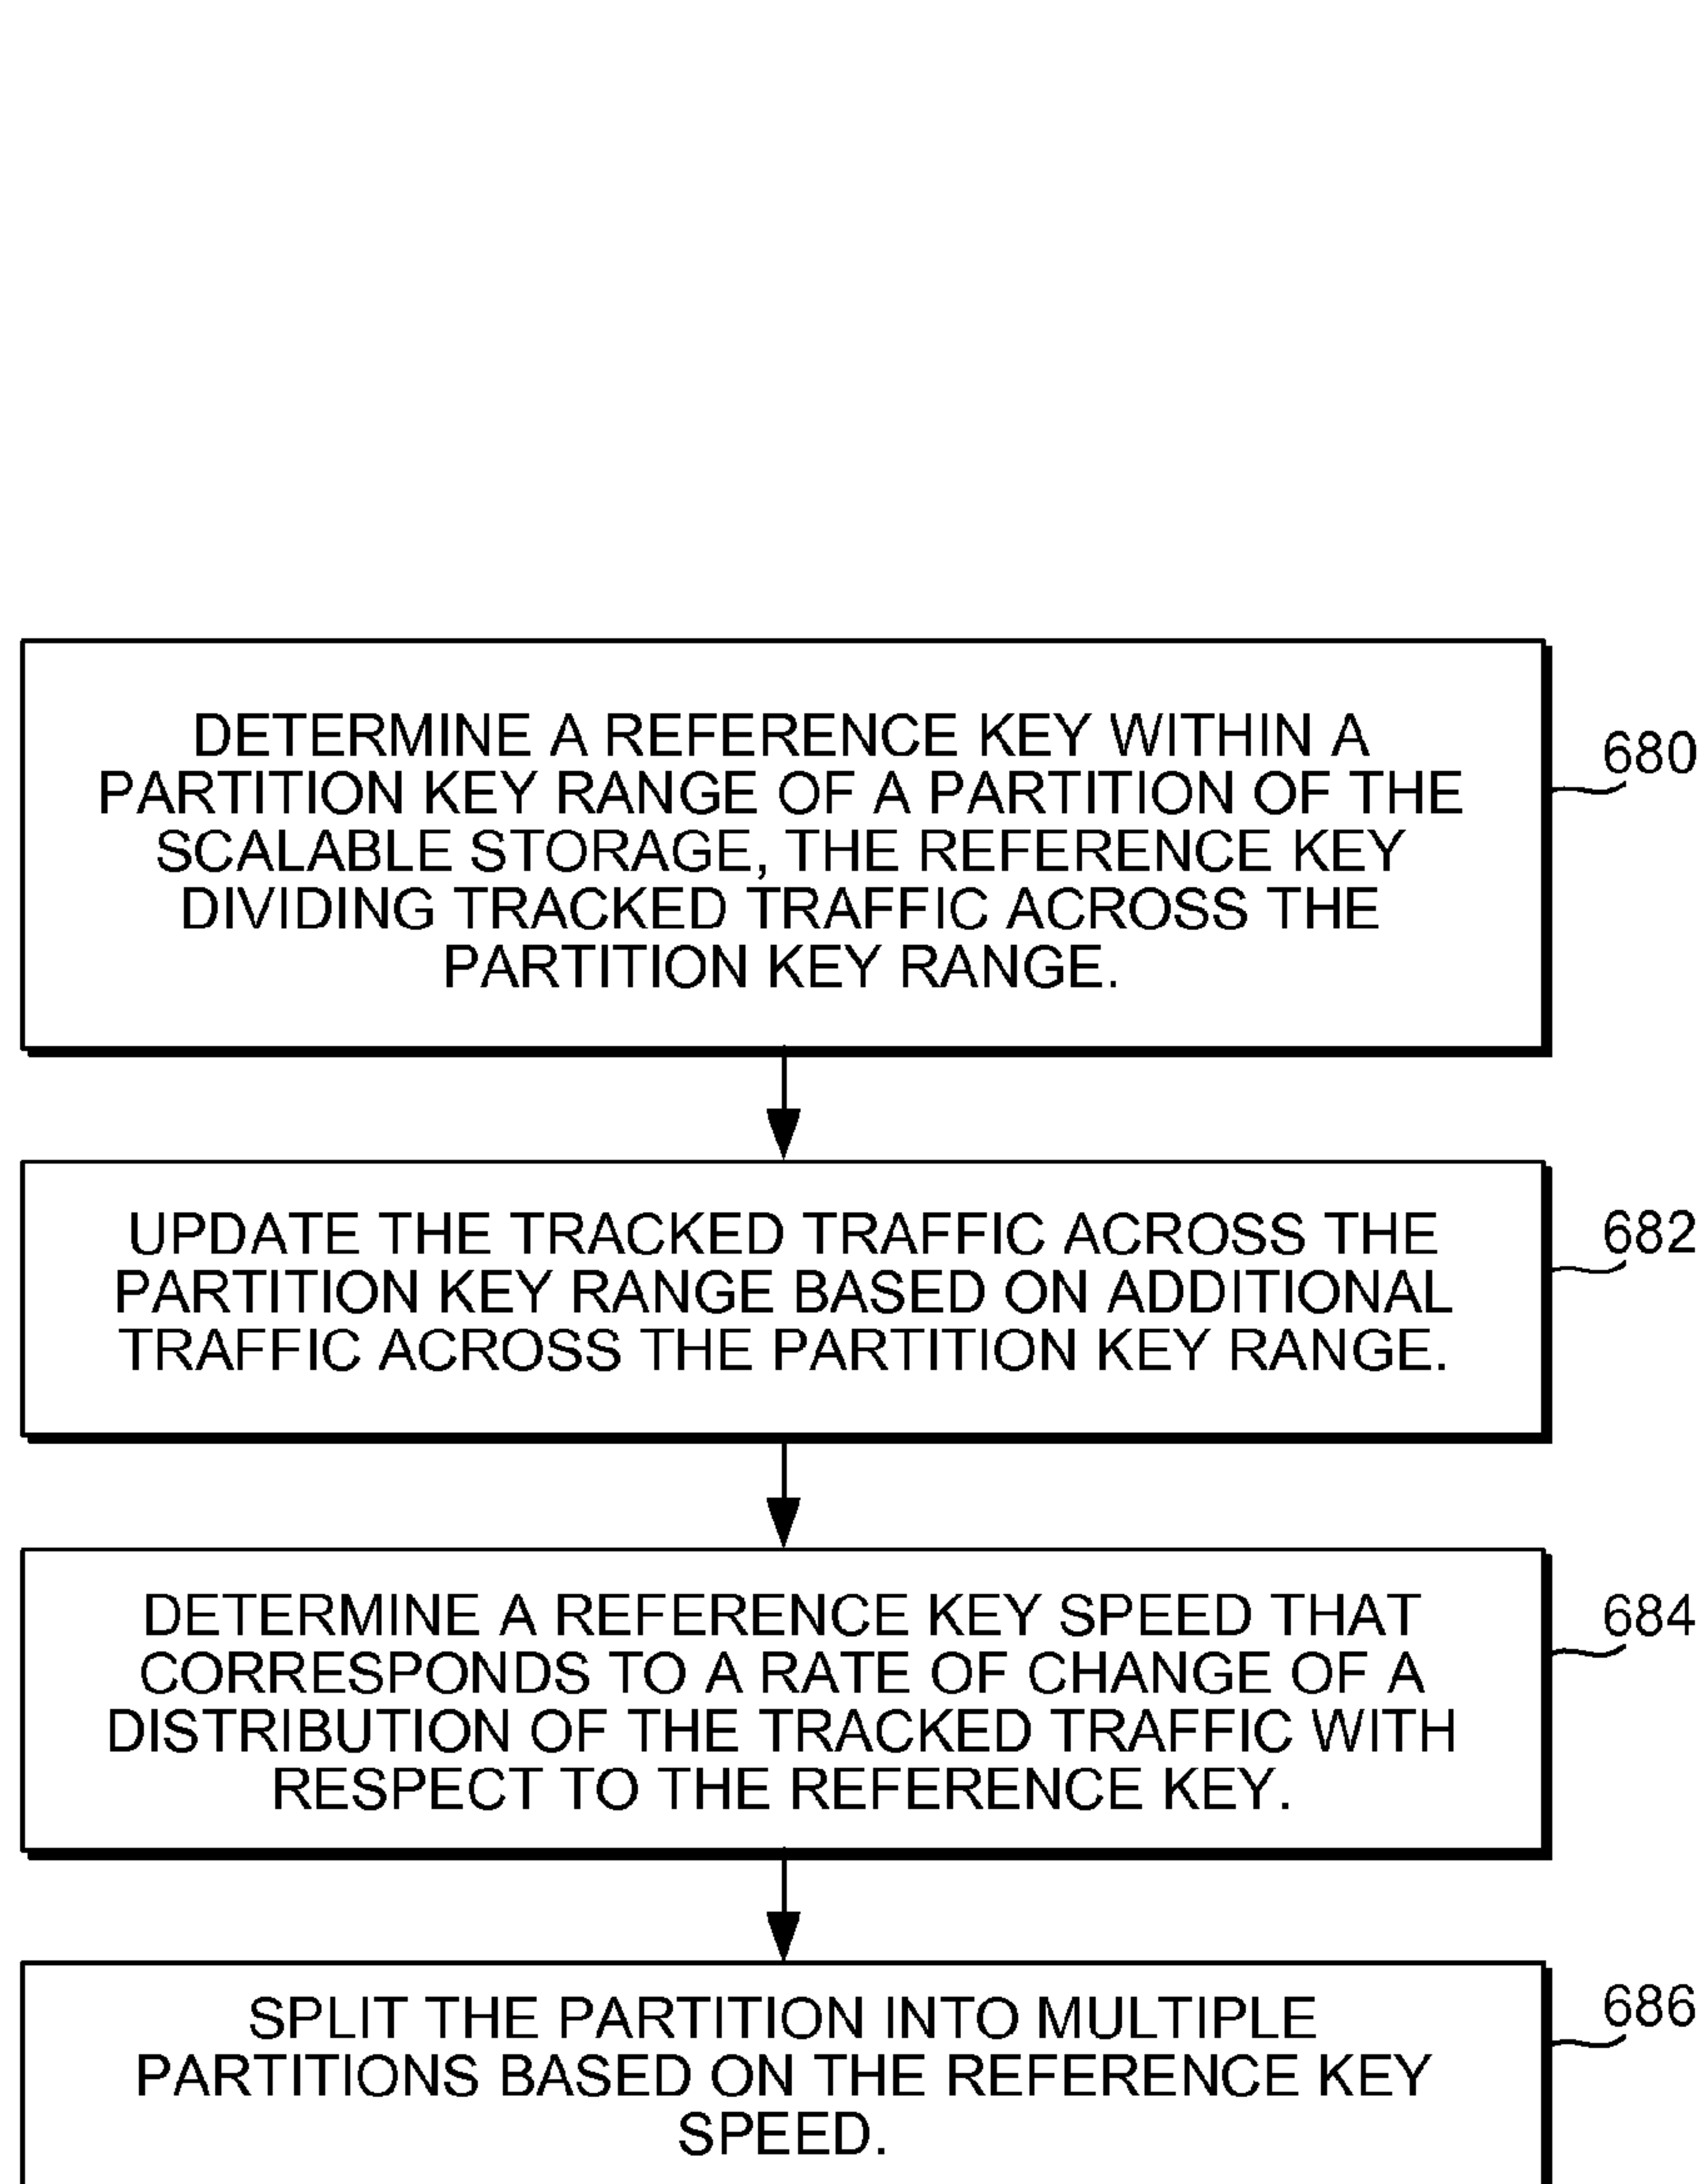 DETERMINE A REFERENCE KEY WITHIN A
PARTITION KEY RANGE OF A PARTITION OF THE
SCALABLE STORAGE, THE REFERENCE KEY
DIVIDING TRACKED TRAFFIC ACROSS THE
PARTITION KEY RANGE.
680
UPDATE THE TRACKED TRAFFIC ACROSS THE
PARTITION KEY RANGE BASED ON ADDITIONAL
TRAFFIC ACROSS THE PARTITION KEY RANGE.
682
DETERMINE A REFERENCE KEY SPEED THAT
CORRESPONDS TO A RATE OF CHANGE OF A
DISTRIBUTION OF THE TRACKED TRAFFIC WITH
RESPECT TO THE REFERENCE KEY.
684
SPLIT THE PARTITION INTO MULTIPLE
PARTITIONS BASED ON THE REFERENCE KEY
SPEED.
686